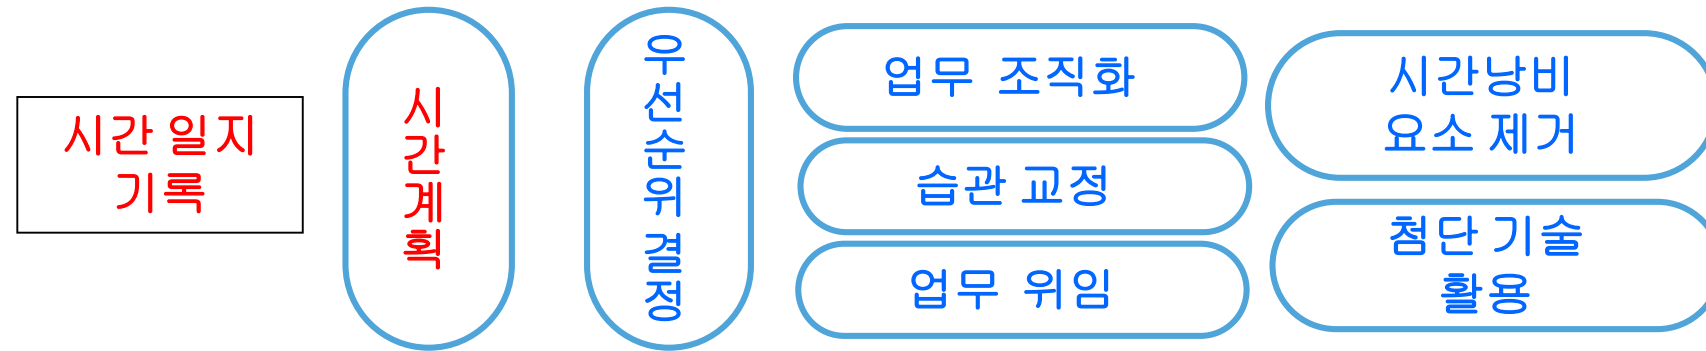 시간 일지
기록
시간계획
우선순위 결정
업무 조직화
습관 교정
업무 위임
시간낭비
요소 제거
첨단 기술
활용